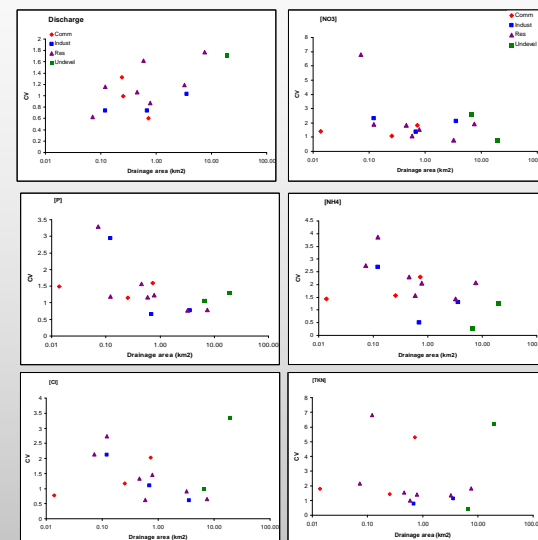 Discharge
Comm
Indust
Res
Undevel
CV
2
1.8
1.6
1.4
1.2
1
0.8
0.6
0.4
0.2
0
0.01 0.10 1.00 10.00 100.00
Drainage area (km2)
[NO3]
Comm
Indust
Res
Undevel
CV
8
7
6
5
4
3
2
1
0
0.01 0.10 1.00 10.00 100.00
Drainage area (km2)
[P]
CV
3.5
3
2.5
2
1.5
1
0.5
0
0.01 0.10 1.00 10.00 100.00
Drainage area (km2)
[NH4]
CV
4.5
4
3.5
3
2.5
2
1.5
1
0.5
0
0.01 0.10 1.00 10.00 100.00
Drainage area (km2)
[Cl]
CV
4
3.5
3
2.5
2
1.5
1
0.5
0
0.01 0.10 1.00 10.00 100.00
Drainage area (km2)
[TKN]
CV
8
7
6
5
4
3
2
1
0
0.01 0.10 1.00 10.00 100.00
Drainage area (km2)